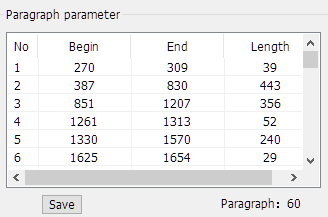 Paragraph parameter
No Begin End Length
1 270 309 39
2 387 830 443
3 851 1207 356
4 1261 1313 52
5 1330 1570 240
6 1625 1654 29
Save Paragraph: 60